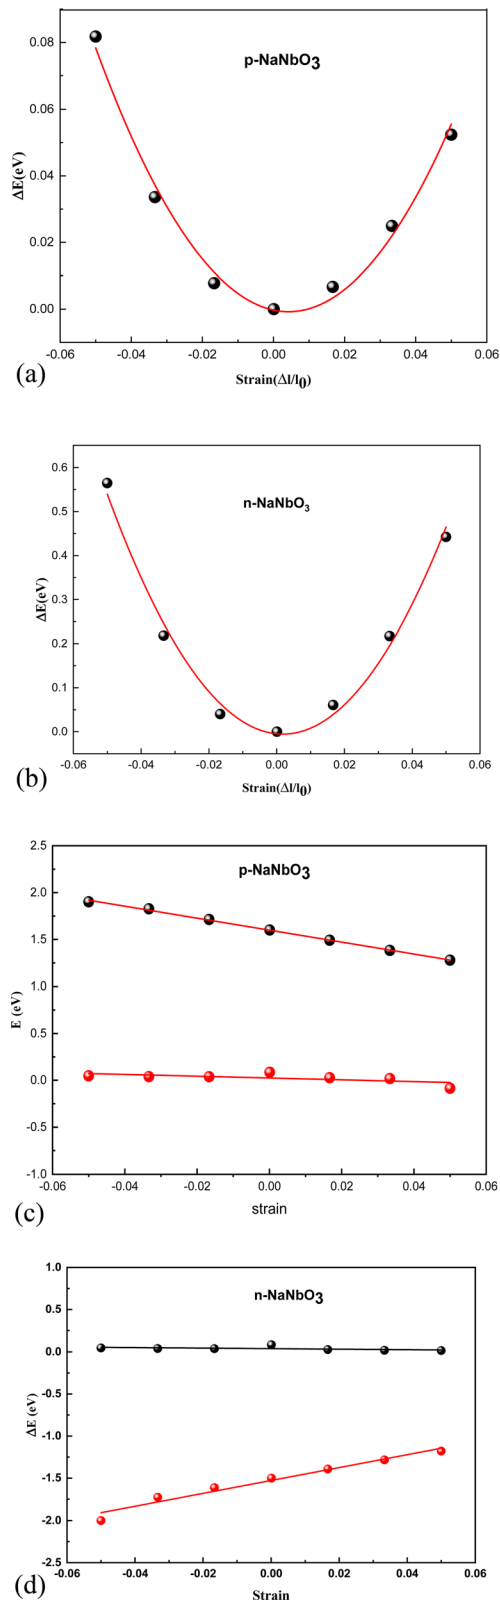 p-NaNbO3
ΔE(eV)
0.08
0.06
0.04
0.02
0.00
-0.06 -0.04 -0.02 0.00 0.02 0.04 0.06
Strain(Δl/l0)
(a)
n-NaNbO3
ΔE(eV)
0.6
0.5
0.4
0.3
0.2
0.1
0.0
-0.06 -0.04 -0.02 0.00 0.02 0.04 0.06
Strain(Δl/l0)
(b)
p-NaNbO3
E (eV)
2.5
2.0
1.5
1.0
0.5
0.0
-0.5
-1.0
-0.06 -0.04 -0.02 0.00 0.02 0.04 0.06
strain
(c)
n-NaNbO3
ΔE (eV)
1.0
0.5
0.0
-0.5
-1.0
-1.5
-2.0
-2.5
-0.06 -0.04 -0.02 0.00 0.02 0.04 0.06
Strain
(d)